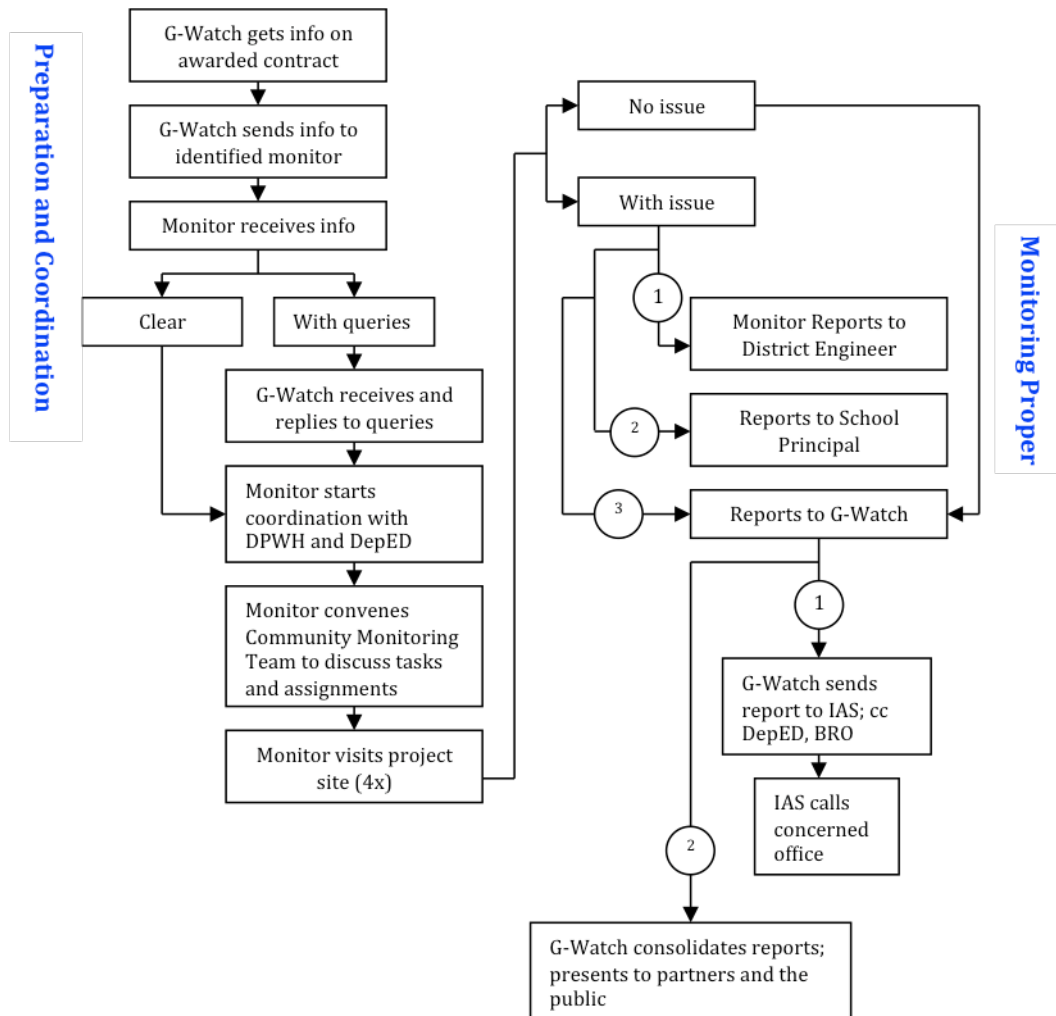 Preparation and Coordination
G-Watch gets info on
awarded contract
G-Watch sends info to
identified monitor
Monitor receives info
Clear
With queries
G-Watch receives and
replies to queries
Monitor starts
coordination with
DPWH and DepED
Monitor convenes
Community Monitoring
Team to discuss tasks
and assignments
Monitor visits project
site (4x)
No issue
With issue
1
Monitor Reports to
District Engineer
2
Reports to School
Principal
3
Reports to G-Watch
Monitoring Proper
1
G-Watch sends
report to IAS; cc
DepED, BRO
IAS calls
concerned
office
2
G-Watch consolidates reports;
presents to partners and the
public